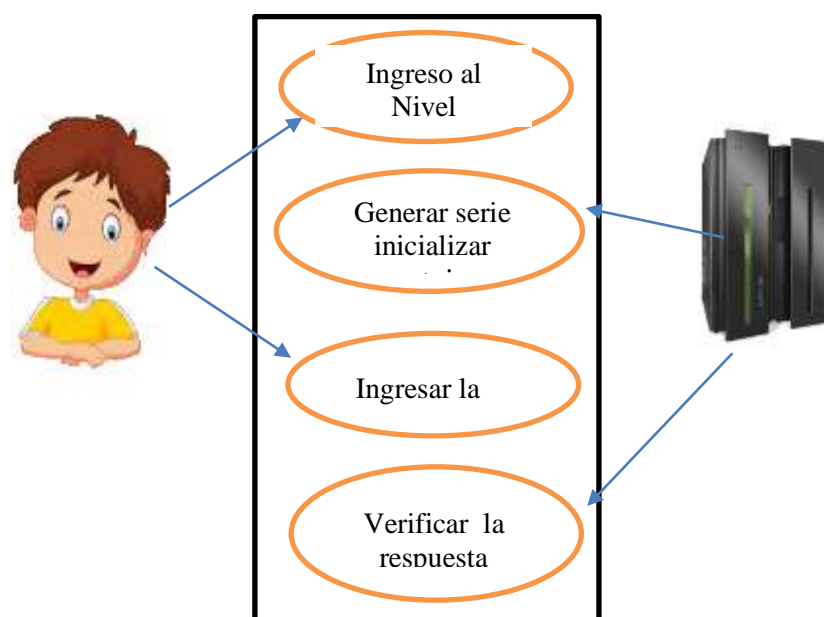 Ingreso al
Nivel
Generar serie
inicializar
Ingresar la
Verificar la
respuesta